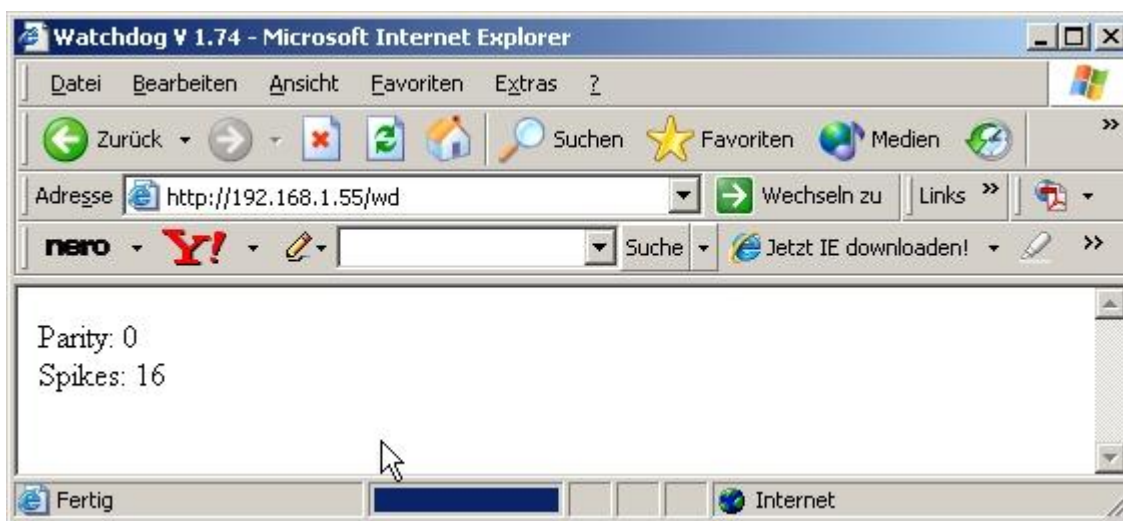 Watchdog V 1.74 - Microsoft Internet Explorer
Datei Bearbeiten Ansicht Favoriten Extras ?
Zurück Suchen Favoriten Medien »
Adresse http://192.168.1.55/wd Wechseln zu Links »
nero Y! Suche Jetzt IE downloaden! »
Parity: 0
Spikes: 16
Fertig Internet